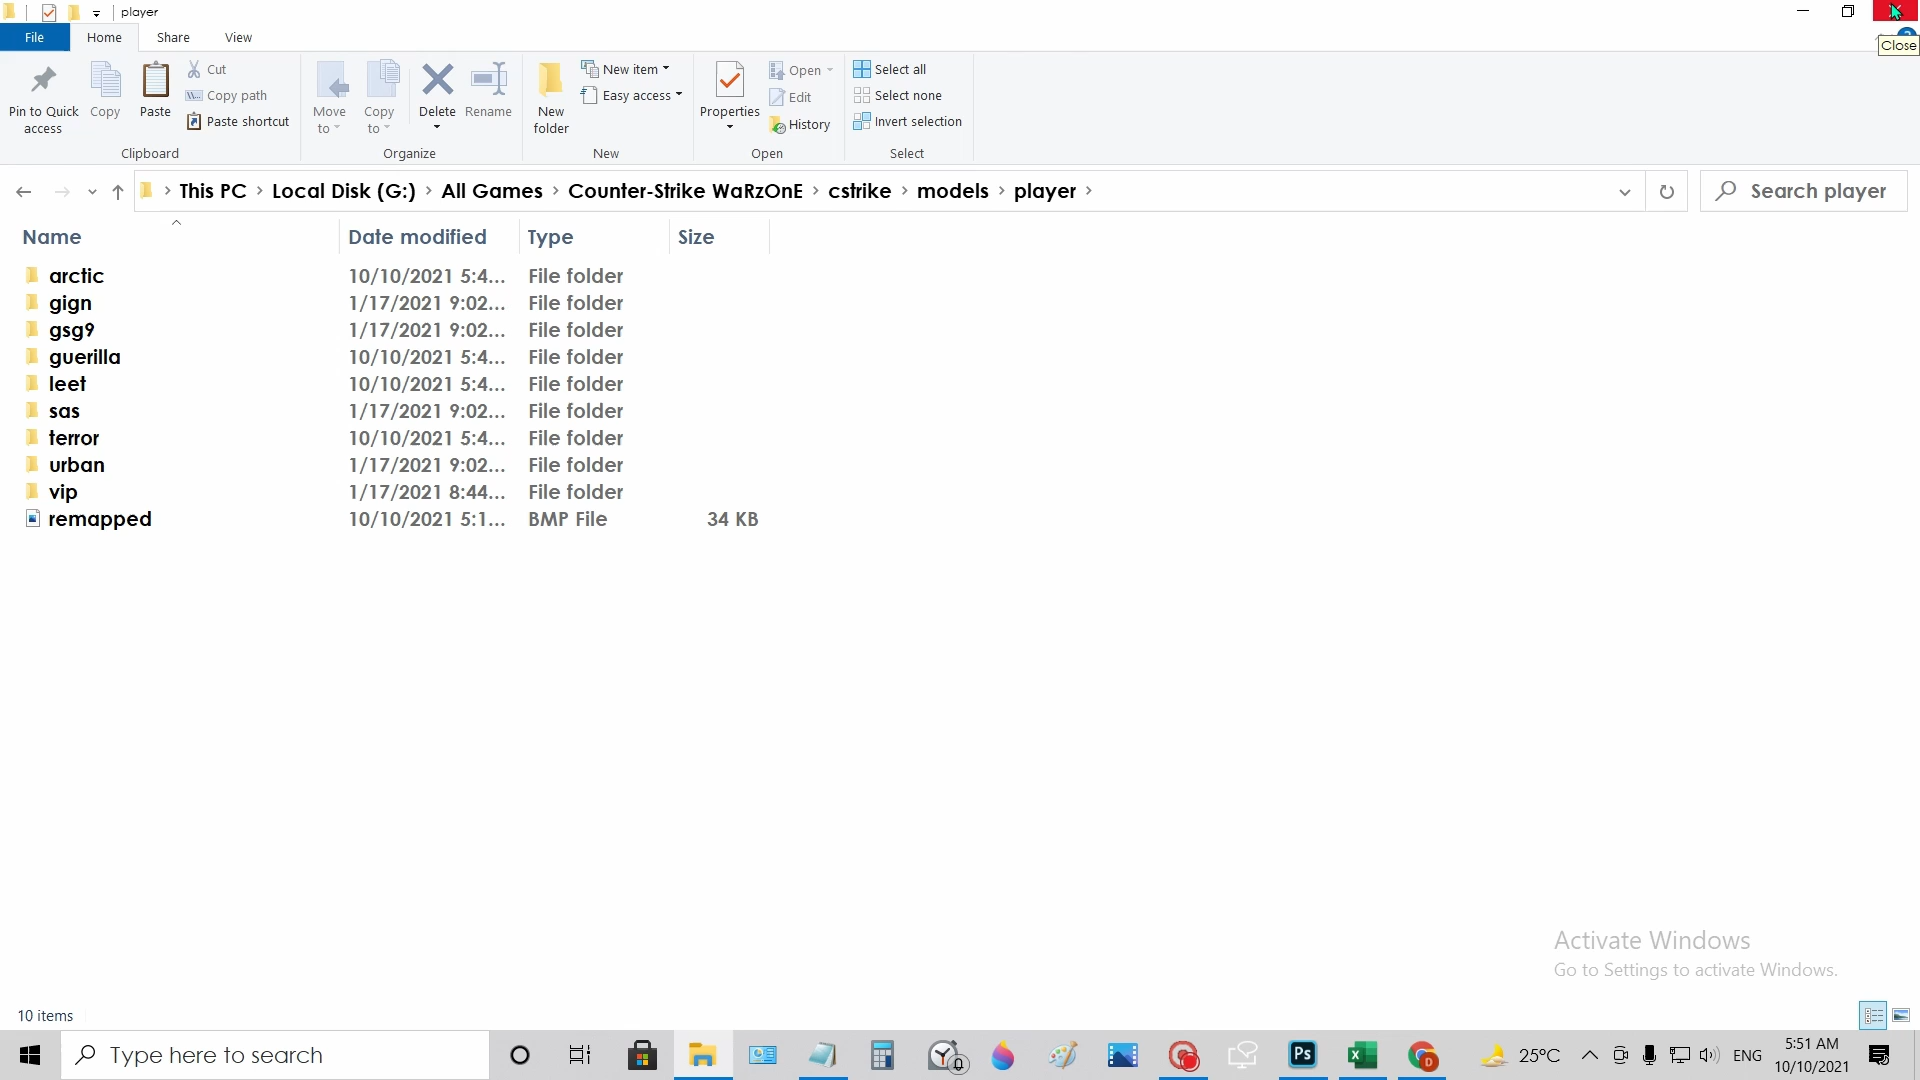 player
File Home Share View
Close
Pin to Quick access
Copy
Paste
Cut
Copy path
Paste shortcut
Clipboard
Move to
Copy to
Delete
Rename
Organize
New folder
New item
Easy access
New
Properties
Open
Edit
History
Open
Select all
Select none
Invert selection
Select
This PC > Local Disk (G:) > All Games > Counter-Strike WaRzOnE > cstrike > models > player >
Search player
Name Date modified Type Size
arctic 10/10/2021 5:4... File folder
gign 1/17/2021 9:02... File folder
gsg9 1/17/2021 9:02... File folder
guerilla 10/10/2021 5:4... File folder
leet 10/10/2021 5:4... File folder
sas 1/17/2021 9:02... File folder
terror 10/10/2021 5:4... File folder
urban 1/17/2021 9:02... File folder
vip 1/17/2021 8:44... File folder
remapped 10/10/2021 5:1... BMP File 34 KB
Activate Windows
Go to Settings to activate Windows.
10 items
Type here to search
Ps
D
25°C
ENG
5:51 AM
10/10/2021